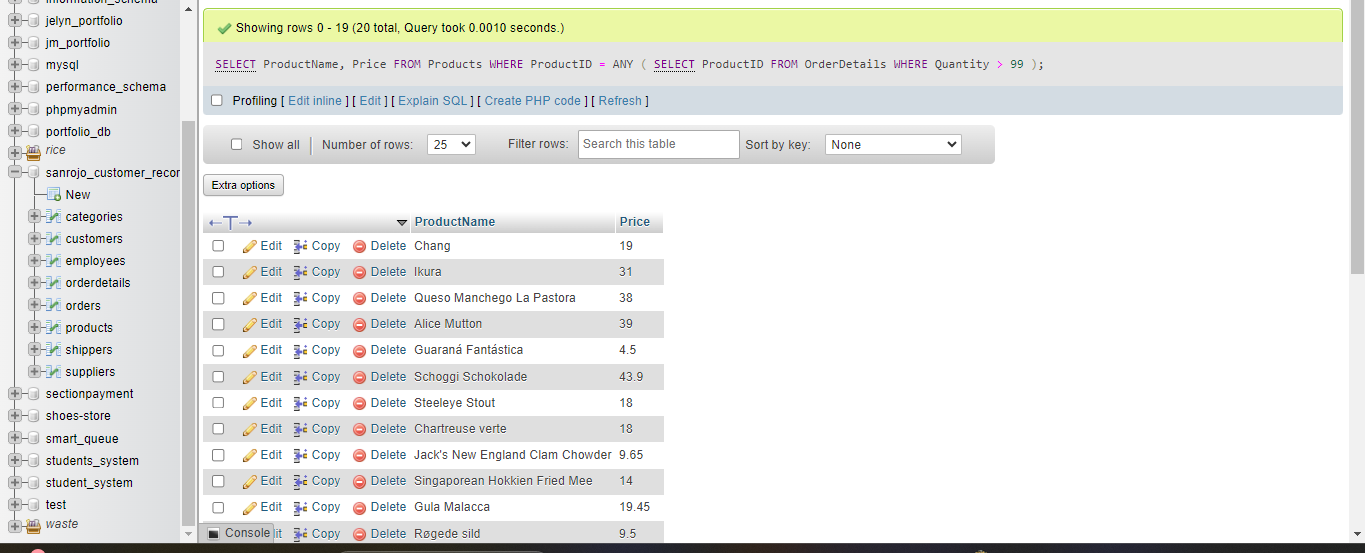 information_schema
jelyn_portfolio
jm_portfolio
mysql
performance_schema
phpmyadmin
portfolio_db
rice
sanrojo_customer_recor
New
categories
customers
employees
orderdetails
orders
products
shippers
suppliers
sectionpayment
shoes-store
smart_queue
students_system
student_system
test
waste
Showing rows 0 - 19 (20 total, Query took 0.0010 seconds.)
SELECT ProductName, Price FROM Products WHERE ProductID = ANY ( SELECT ProductID FROM OrderDetails WHERE Quantity > 99 );
Profiling [ Edit inline ] [ Edit ] [ Explain SQL ] [ Create PHP code ] [ Refresh ]
Show all Number of rows: 25 Filter rows: Search this table Sort by key: None
Extra options
ProductName Price
Edit Copy Delete Chang 19
Edit Copy Delete Ikura 31
Edit Copy Delete Queso Manchego La Pastora 38
Edit Copy Delete Alice Mutton 39
Edit Copy Delete Guaraná Fantástica 4.5
Edit Copy Delete Schoggi Schokolade 43.9
Edit Copy Delete Steeleye Stout 18
Edit Copy Delete Chartreuse verte 18
Edit Copy Delete Jack's New England Clam Chowder 9.65
Edit Copy Delete Singaporean Hokkien Fried Mee 14
Edit Copy Delete Gula Malacca 19.45
Console it Copy Delete Røgede sild 9.5